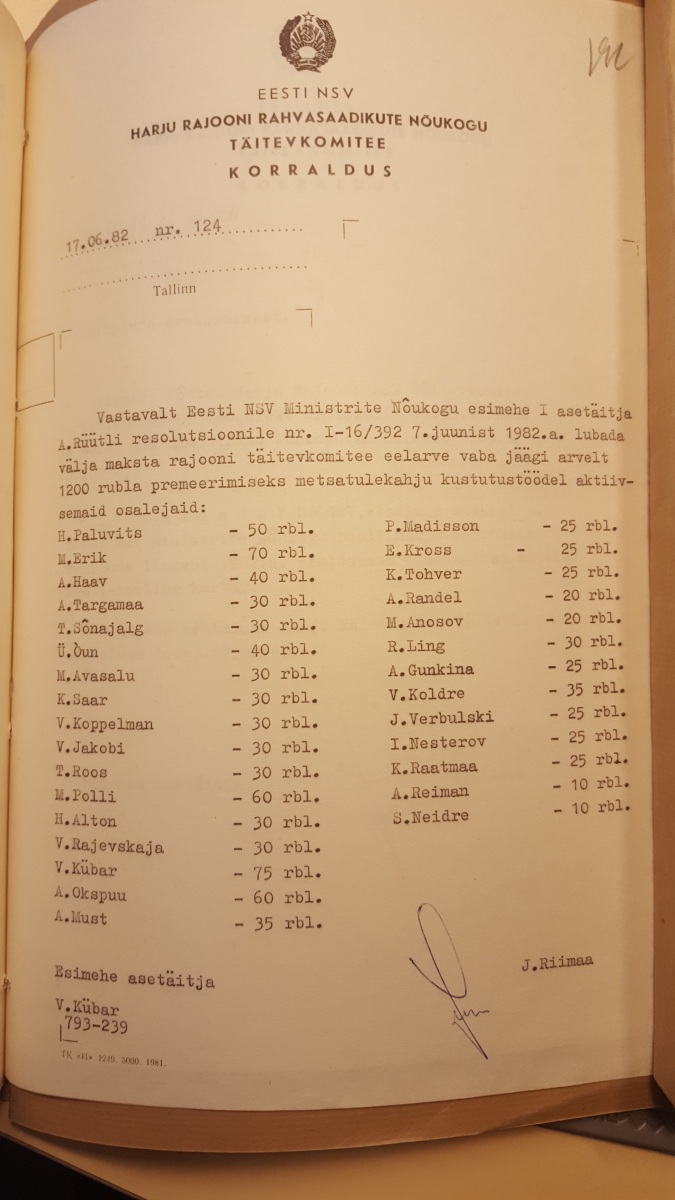 EESTI NSV
HARJU RAJOONI RAHVASAADIKUTE NÕUKOGU
TÄITEVKOMITEE
KORRALDUS
17.06.82 nr. 124
Tallinn
Vastavalt Eesti NSV Ministrite Nõukogu esimehe I asetäitja
A.Rüütli resolutsioonile nr. I-16/392 7.juunist 1982.a. lubada
välja maksta rajooni täitevkomitee eelarve vaba jäägi arvelt
1200 rubla premeerimiseks metsatulekahju kustutustöödel aktiiv-
semaid osalejaid:
H.Paluvits - 50 rbl.
M.Erik - 70 rbl.
A.Haav - 40 rbl.
A.Targamaa - 30 rbl.
T.Sõnajalg - 30 rbl.
Ü.Õun - 40 rbl.
M.Avasalu - 30 rbl.
K.Saar - 30 rbl.
V.Koppelman - 30 rbl.
V.Jakobi - 30 rbl.
T.Roos - 30 rbl.
M.Polli - 60 rbl.
H.Alton - 30 rbl.
V.Rajevskaja - 30 rbl.
V.Kübar - 75 rbl.
A.Okspuu - 60 rbl.
A.Must - 35 rbl.
P.Madisson - 25 rbl.
E.Kross - 25 rbl.
K.Tohver - 25 rbl.
A.Randel - 20 rbl.
M.Anosov - 20 rbl.
R.Ling - 30 rbl.
A.Gunkina - 25 rbl.
V.Koldre - 35 rbl.
J.Verbulski - 25 rbl.
I.Nesterov - 25 rbl.
K.Raatmaa - 25 rbl.
A.Reiman - 10 rbl.
S.Neidre - 10 rbl.
Esimehe asetäitja
J.Riimaa
V.Kübar
793-239
TK «H» 1219. 5000. 1981.